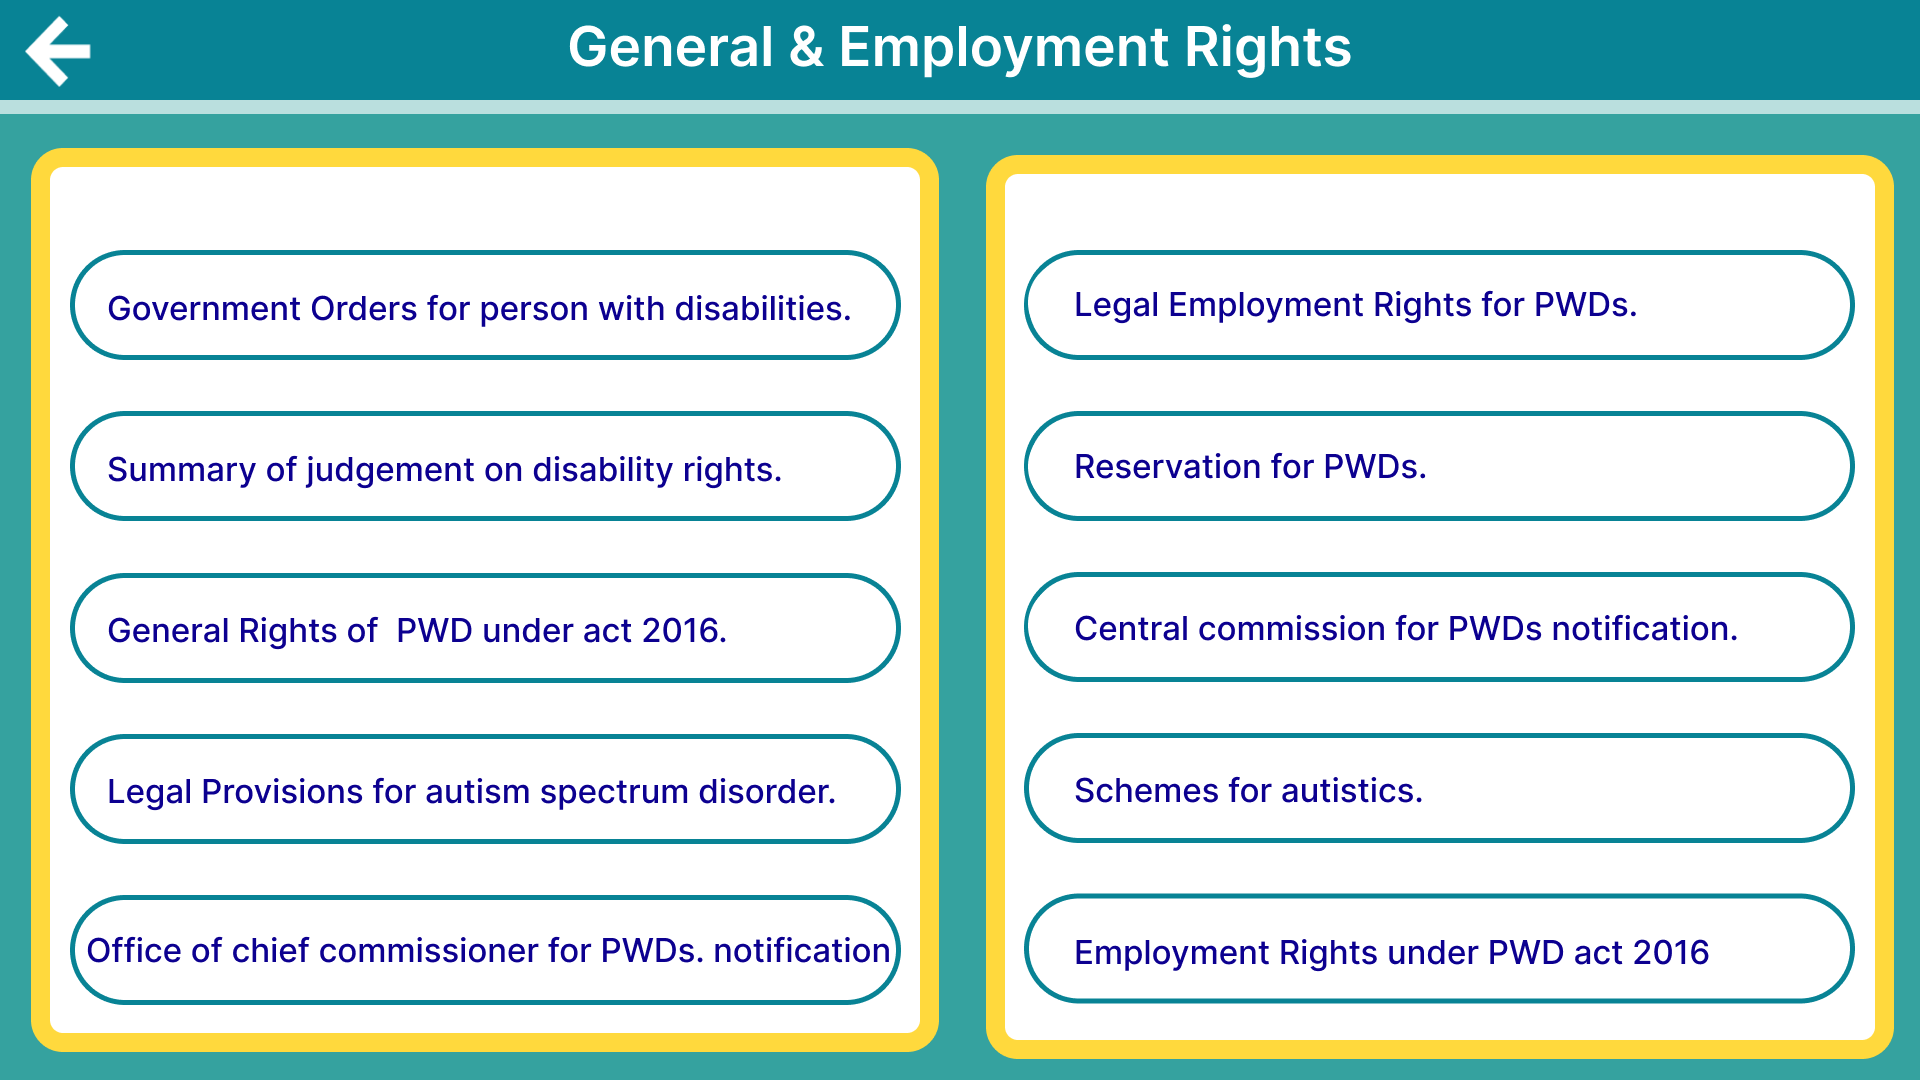 General & Employment Rights
Government Orders for person with disabilities.
Summary of judgement on disability rights.
General Rights of  PWD under act 2016.
Legal Provisions for autism spectrum disorder.
Office of chief commissioner for PWDs. notification
Legal Employment Rights for PWDs.
Reservation for PWDs.
Central commission for PWDs notification.
Schemes for autistics.
Employment Rights under PWD act 2016